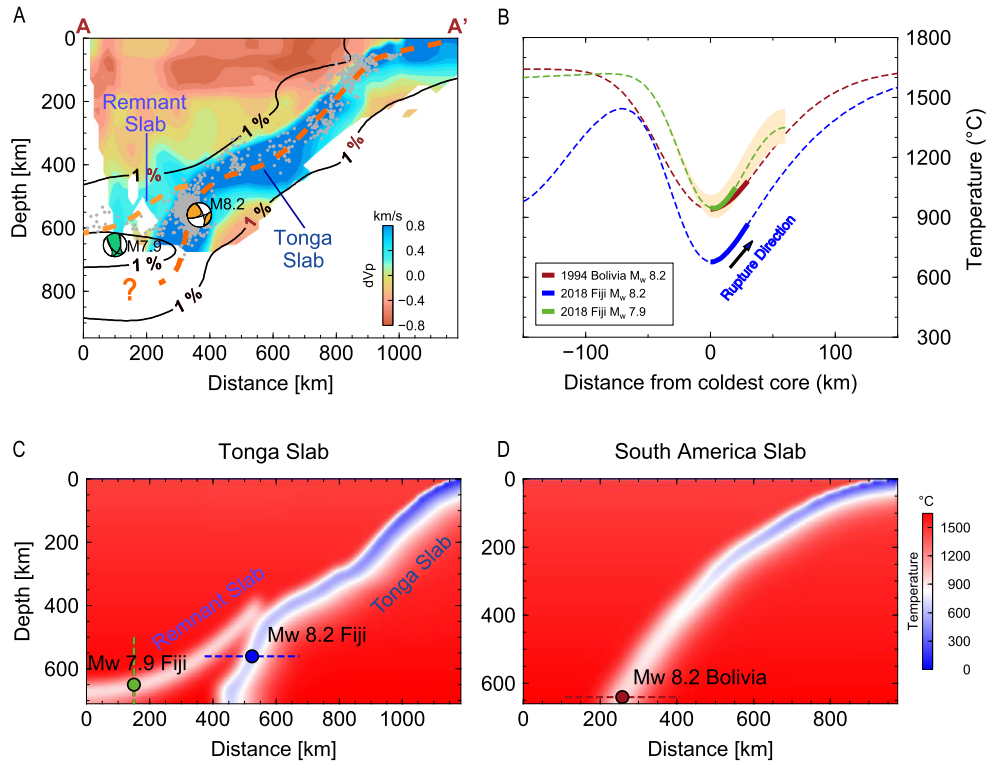 A
A
A'
0
200
400
600
800
Depth [km]
Remnant
Slab
1 %
1 %
1 %
1 %
1 %
1 %
M8.2
M7.9
?
Tonga
Slab
km/s
0.8
0.4
0.0
−0.4
−0.8
dVp
0
200
400
600
800
1000
Distance [km]
B
1800
1500
1200
900
600
300
Temperature (°C)
Rupture Direction
1994 Bolivia Mw 8.2
2018 Fiji Mw 8.2
2018 Fiji Mw 7.9
−100
0
100
Distance from coldest core (km)
C
Tonga Slab
0
200
400
600
Depth [km]
Remnant Slab
Tonga Slab
Mw 8.2 Fiji
Mw 7.9 Fiji
0
200
400
600
800
1000
Distance [km]
D
South America Slab
0
200
400
600
Mw 8.2 Bolivia
0
200
400
600
800
Distance [km]
°C
1500
1200
900
600
300
0
Temperature